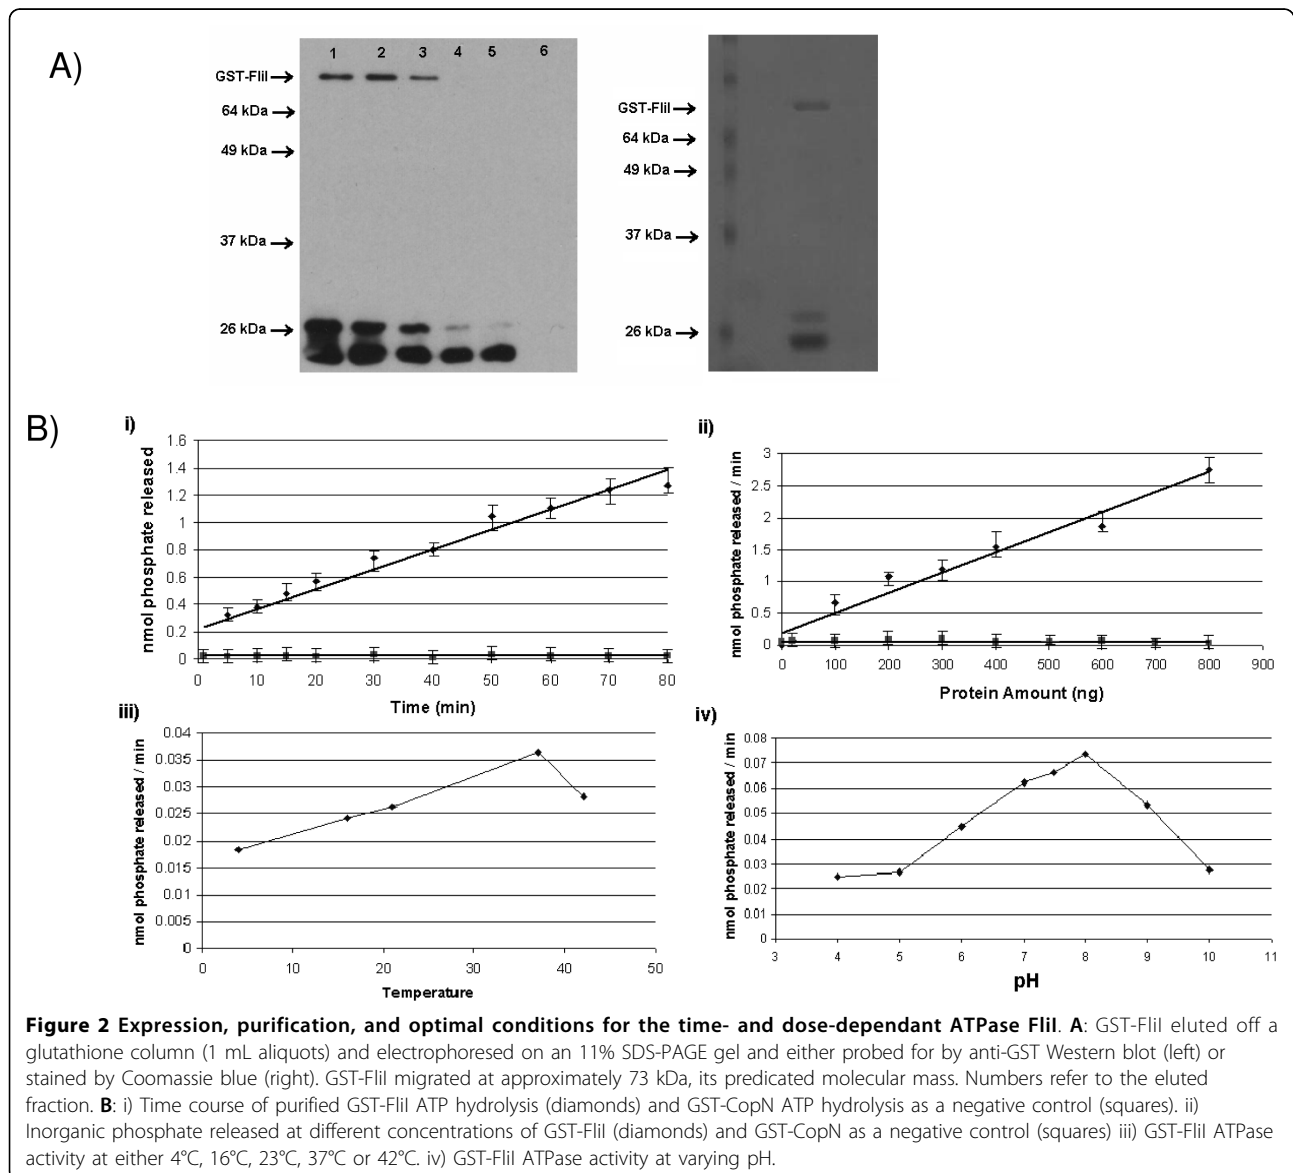 A)
1 2 3 4 5 6
GST-FliI
64 kDa
49 kDa
37 kDa
26 kDa
GST-FliI
64 kDa
49 kDa
37 kDa
26 kDa
B)
i)
nmol phosphate released
1.6
1.4
1.2
1
0.8
0.6
0.4
0.2
0
0 10 20 30 40 50 60 70 80
Time (min)
ii)
nmol phosphate released / min
3
2.5
2
1.5
1
0.5
0
0 100 200 300 400 500 600 700 800 900
Protein Amount (ng)
iii)
nmol phosphate released / min
0.04
0.035
0.03
0.025
0.02
0.015
0.01
0.005
0
0 10 20 30 40 50
Temperature
iv)
nmol phosphate released / min
0.08
0.07
0.06
0.05
0.04
0.03
0.02
0.01
0
3 4 5 6 7 8 9 10 11
pH
Figure 2 Expression, purification, and optimal conditions for the time- and dose-dependant ATPase FliI. A: GST-FliI eluted off a
glutathione column (1 mL aliquots) and electrophoresed on an 11% SDS-PAGE gel and either probed for by anti-GST Western blot (left) or
stained by Coomassie blue (right). GST-FliI migrated at approximately 73 kDa, its predicated molecular mass. Numbers refer to the eluted
fraction. B: i) Time course of purified GST-FliI ATP hydrolysis (diamonds) and GST-CopN ATP hydrolysis as a negative control (squares). ii)
Inorganic phosphate released at different concentrations of GST-FliI (diamonds) and GST-CopN as a negative control (squares) iii) GST-FliI ATPase
activity at either 4°C, 16°C, 23°C, 37°C or 42°C. iv) GST-FliI ATPase activity at varying pH.